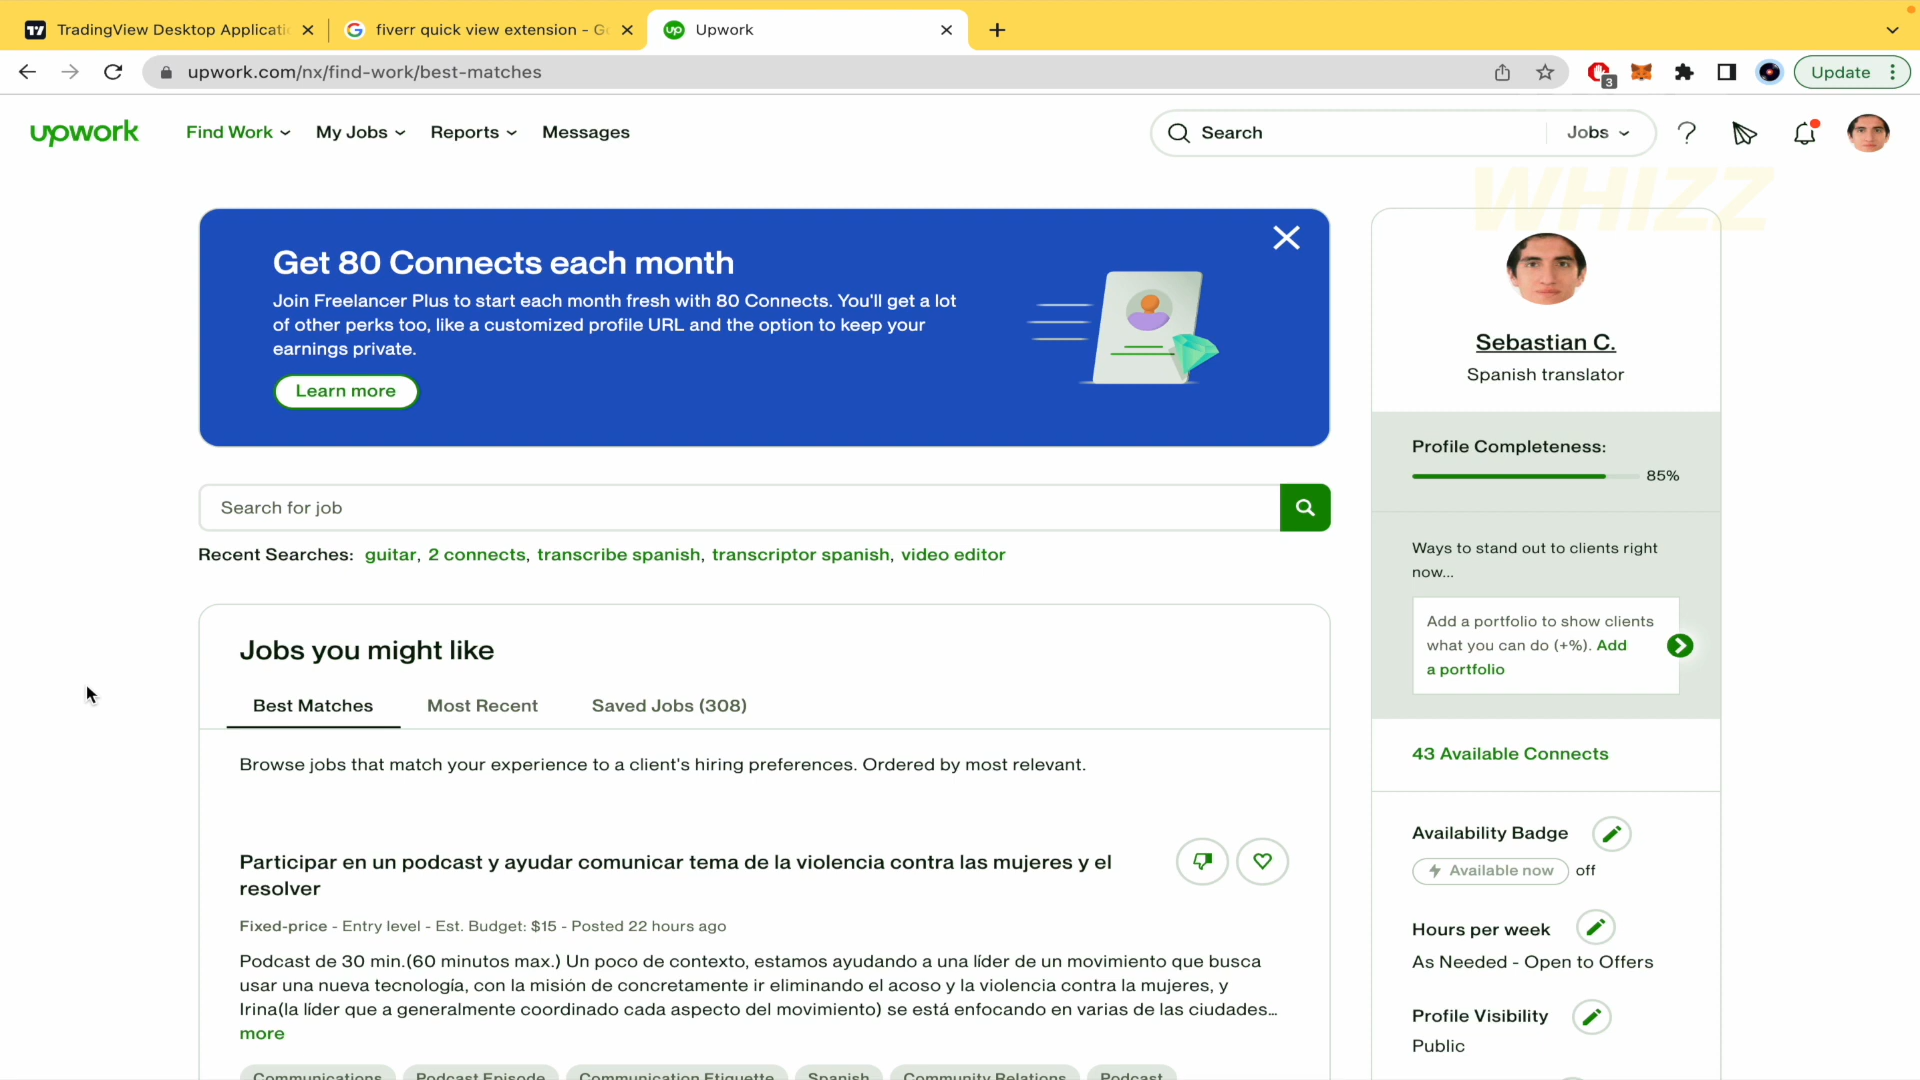 TradingView Desktop Applicati
fiverr quick view extension - Go
Upwork
upwork.com/nx/find-work/best-matches
3
Update
upwork
Find Work
My Jobs
Reports
Messages
Search
Jobs
WHIZZ
Get 80 Connects each month
Join Freelancer Plus to start each month fresh with 80 Connects. You'll get a lot
of other perks too, like a customized profile URL and the option to keep your
earnings private.
Learn more
Search for job
Recent Searches: guitar, 2 connects, transcribe spanish, transcriptor spanish, video editor
Jobs you might like
Best Matches
Most Recent
Saved Jobs (308)
Browse jobs that match your experience to a client's hiring preferences. Ordered by most relevant.
Participar en un podcast y ayudar comunicar tema de la violencia contra las mujeres y el
resolver
Fixed-price - Entry level - Est. Budget: $15 - Posted 22 hours ago
Podcast de 30 min.(60 minutos max.) Un poco de contexto, estamos ayudando a una líder de un movimiento que busca
usar una nueva tecnología, con la misión de concretamente ir eliminando el acoso y la violencia contra la mujeres, y
Irina(la líder que a generalmente coordinado cada aspecto del movimiento) se está enfocando en varias de las ciudades...
more
Communications
Podcast Episode
Communication Etiquette
Spanish
Community Relations
Podcast
Sebastian C.
Spanish translator
Profile Completeness:
85%
Ways to stand out to clients right
now...
Add a portfolio to show clients
what you can do (+%). Add
a portfolio
43 Available Connects
Availability Badge
Available now
off
Hours per week
As Needed - Open to Offers
Profile Visibility
Public